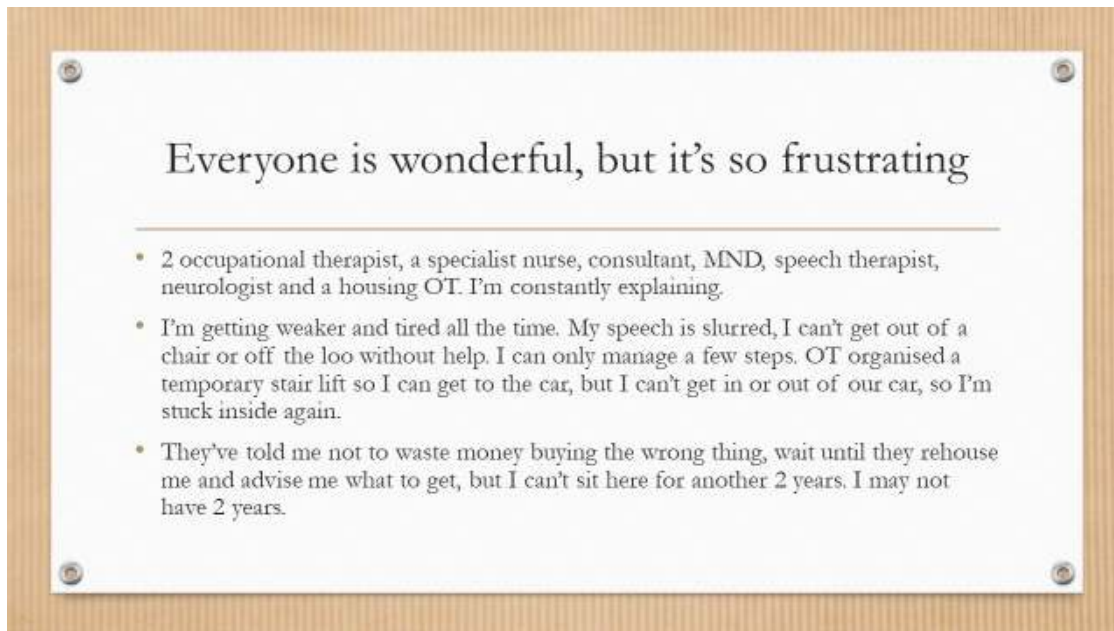 Everyone is wonderful, but it's so frustrating
• 2 occupational therapist, a specialist nurse, consultant, MND, speech therapist,
neurologist and a housing OT. I'm constantly explaining.
• I'm getting weaker and tired all the time. My speech is slurred, I can't get out of a
chair or off the loo without help. I can only manage a few steps. OT organised a
temporary stair lift so I can get to the car, but I can't get in or out of our car, so I'm
stuck inside again.
• They've told me not to waste money buying the wrong thing, wait until they rehouse
me and advise me what to get, but I can't sit here for another 2 years. I may not
have 2 years.